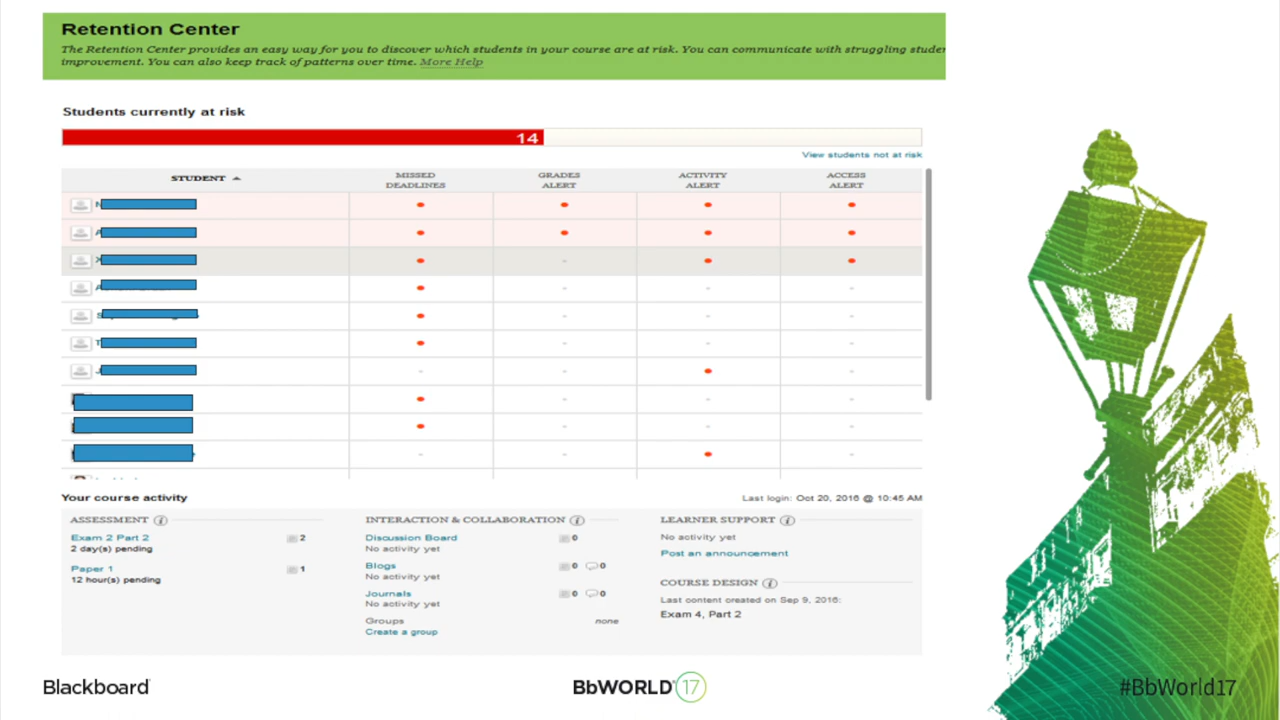 Retention Center
The Retention Center provides an easy way for you to discover which students in your course are at risk. You can communicate with struggling studen
improvement. You can also keep track of patterns over time. More Help
Students currently at risk
14
View students not at risk
STUDENT
MISSED DEADLINES
GRADES ALERT
ACTIVITY ALERT
ACCESS ALERT
Your course activity
Last login: Oct 20, 2016 @ 10:45 AM
ASSESSMENT
Exam 2 Part 2 2
2 day(s) pending
Paper 1 1
12 hour(s) pending
INTERACTION & COLLABORATION
Discussion Board 0
No activity yet
Blogs 0 0
No activity yet
Journals 0 0
No activity yet
Groups none
Create a group
LEARNER SUPPORT
No activity yet
Post an announcement
COURSE DESIGN
Last content created on Sep 9, 2016:
Exam 4, Part 2
Blackboard
BbWORLD 17
#BbWorld17